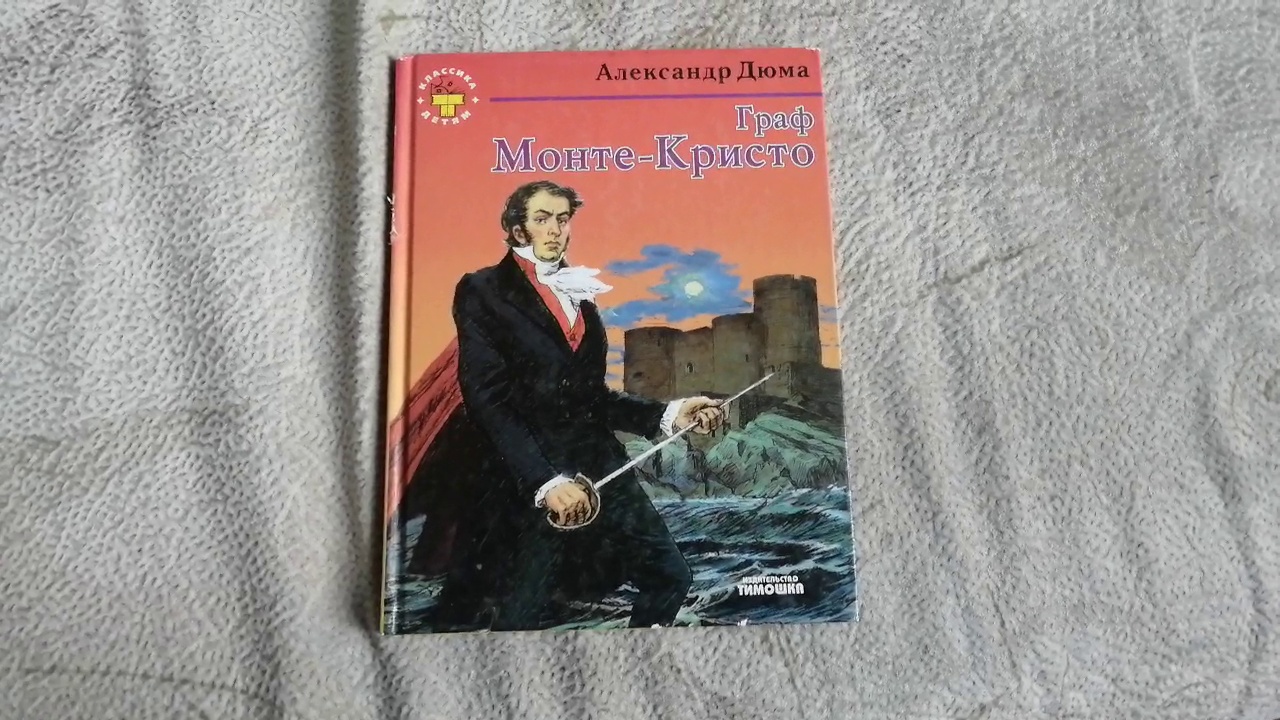 КЛАССИКА
ДЕТЯМ
Александр Дюма
Граф
Монте-Кристо
ИЗДАТЕЛЬСТВО
ТИМОШКА